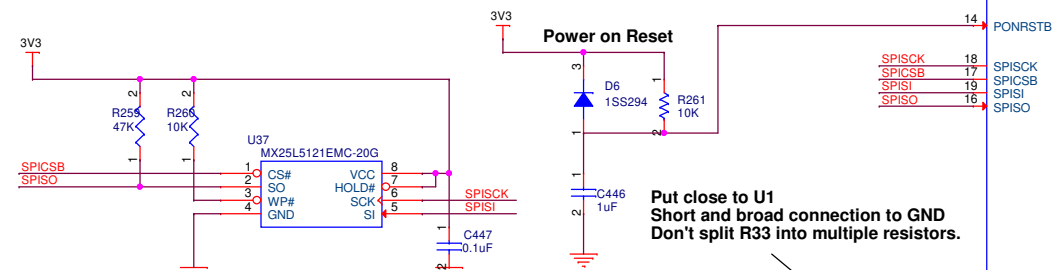 3V3
Power on Reset
14
PONRSTB
3V3
SPISCK
18
SPISCK
SPICSB
17
SPICSB
SPISI
19
SPISI
SPISO
16
SPISO
3
D6
1SS294
1
1
R261
10K
2
2
R259
47K
1
2
R260
10K
1
U37
MX25L5121EMC-20G
SPICSB
1
CS#
VCC
8
SPISO
2
SO
HOLD#
7
3
WP#
SCK
6
SPISCK
4
GND
SI
5
SPISI
1
C447
0.1uF
2
1
C446
1uF
2
Put close to U1
Short and broad connection to GND
Don't split R33 into multiple resistors.